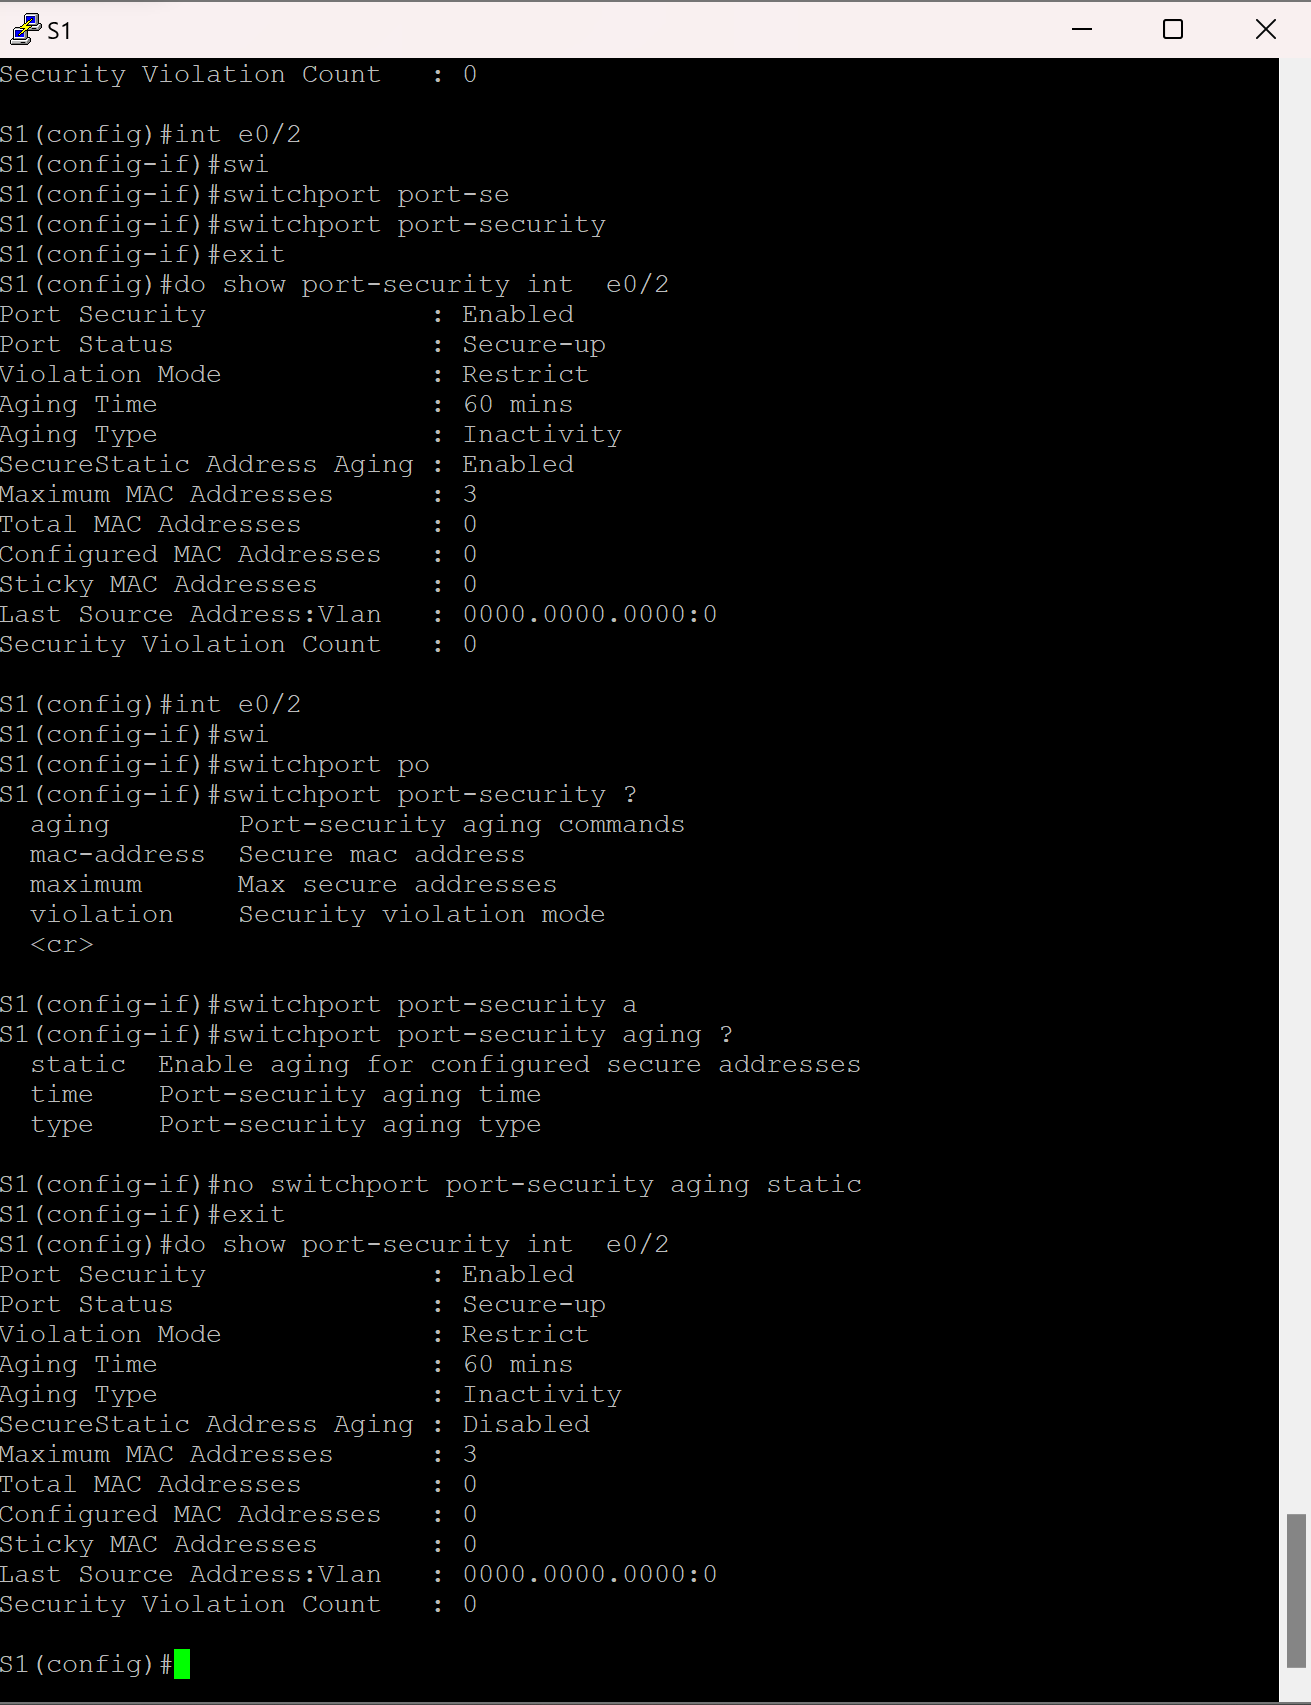 S1
Security Violation Count   : 0
S1(config)#int e0/2
S1(config-if)#swi
S1(config-if)#switchport port-se
S1(config-if)#switchport port-security
S1(config-if)#exit
S1(config)#do show port-security int  e0/2
Port Security              : Enabled
Port Status                : Secure-up
Violation Mode             : Restrict
Aging Time                 : 60 mins
Aging Type                 : Inactivity
SecureStatic Address Aging : Enabled
Maximum MAC Addresses      : 3
Total MAC Addresses        : 0
Configured MAC Addresses   : 0
Sticky MAC Addresses       : 0
Last Source Address:Vlan   : 0000.0000.0000:0
Security Violation Count   : 0
S1(config)#int e0/2
S1(config-if)#swi
S1(config-if)#switchport po
S1(config-if)#switchport port-security ?
  aging        Port-security aging commands
  mac-address  Secure mac address
  maximum      Max secure addresses
  violation    Security violation mode
  <cr>
S1(config-if)#switchport port-security a
S1(config-if)#switchport port-security aging ?
  static  Enable aging for configured secure addresses
  time    Port-security aging time
  type    Port-security aging type
S1(config-if)#no switchport port-security aging static
S1(config-if)#exit
S1(config)#do show port-security int  e0/2
Port Security              : Enabled
Port Status                : Secure-up
Violation Mode             : Restrict
Aging Time                 : 60 mins
Aging Type                 : Inactivity
SecureStatic Address Aging : Disabled
Maximum MAC Addresses      : 3
Total MAC Addresses        : 0
Configured MAC Addresses   : 0
Sticky MAC Addresses       : 0
Last Source Address:Vlan   : 0000.0000.0000:0
Security Violation Count   : 0
S1(config)#